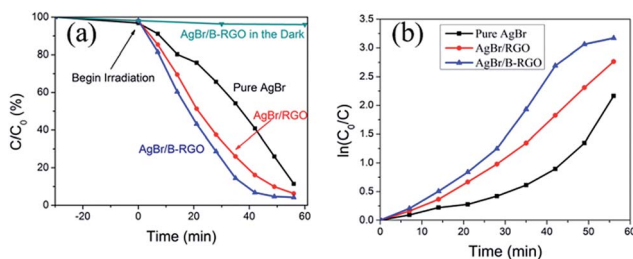 100
80
60
40
20
0
C/C₀ (%)
(a)
AgBr/B-RGO in the Dark
Begin Irradiation
Pure AgBr
AgBr/RGO
AgBr/B-RGO
-20 0 20 40 60
Time (min)
3.5
3.0
2.5
2.0
1.5
1.0
0.5
0.0
ln(C₀/C)
(b)
Pure AgBr
AgBr/RGO
AgBr/B-RGO
0 10 20 30 40 50 60
Time (min)